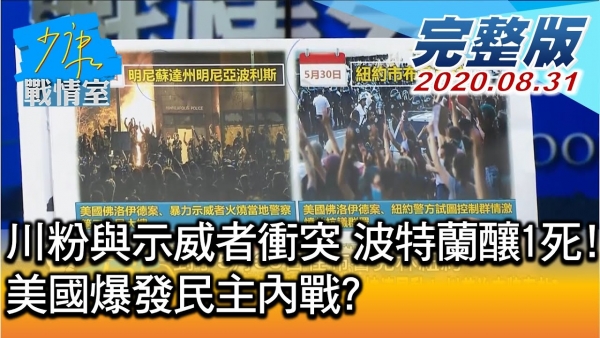 少康
戰情室
完整版
2020.08.31
明尼蘇達州明尼亞波利斯
5月30日
紐約市布
美國佛洛伊德案、暴力示威者火燒當地警察
美國佛洛伊德案、紐約警方試圖控制群情激
川粉與示威者衝突 波特蘭釀1死!
美國爆發民主內戰?